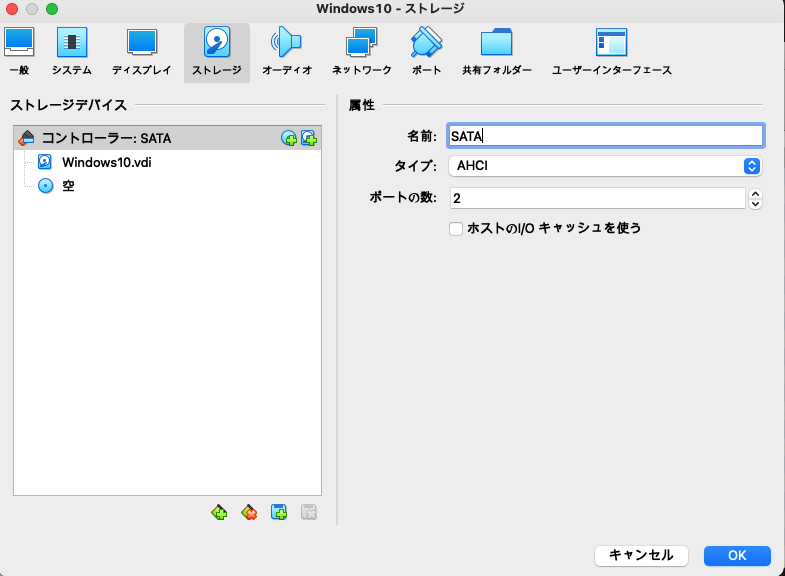 Windows10 - ストレージ
一般 システム ディスプレイ ストレージ オーディオ ネットワーク ポート 共有フォルダー ユーザーインターフェース
ストレージデバイス
コントローラー: SATA
Windows10.vdi
空
属性
名前: SATA
タイプ: AHCI
ポートの数: 2
ホストのI/O キャッシュを使う
キャンセル OK